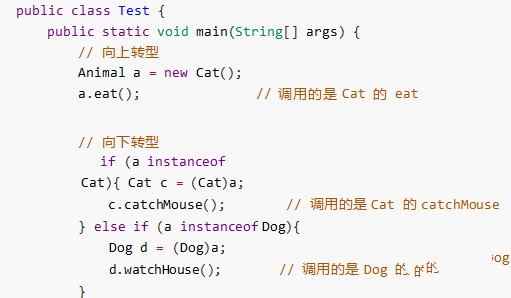 public class Test {
public static void main(String[] args) {
// 向上转型
Animal a = new Cat();
a.eat(); // 调用的是 Cat 的 eat
// 向下转型
if (a instanceof
Cat){ Cat c = (Cat)a;
c.catchMouse(); // 调用的是 Cat 的 catchMouse
} else if (a instanceof Dog){
Dog d = (Dog)a;
d.watchHouse(); // 调用的是 Dog 的
}